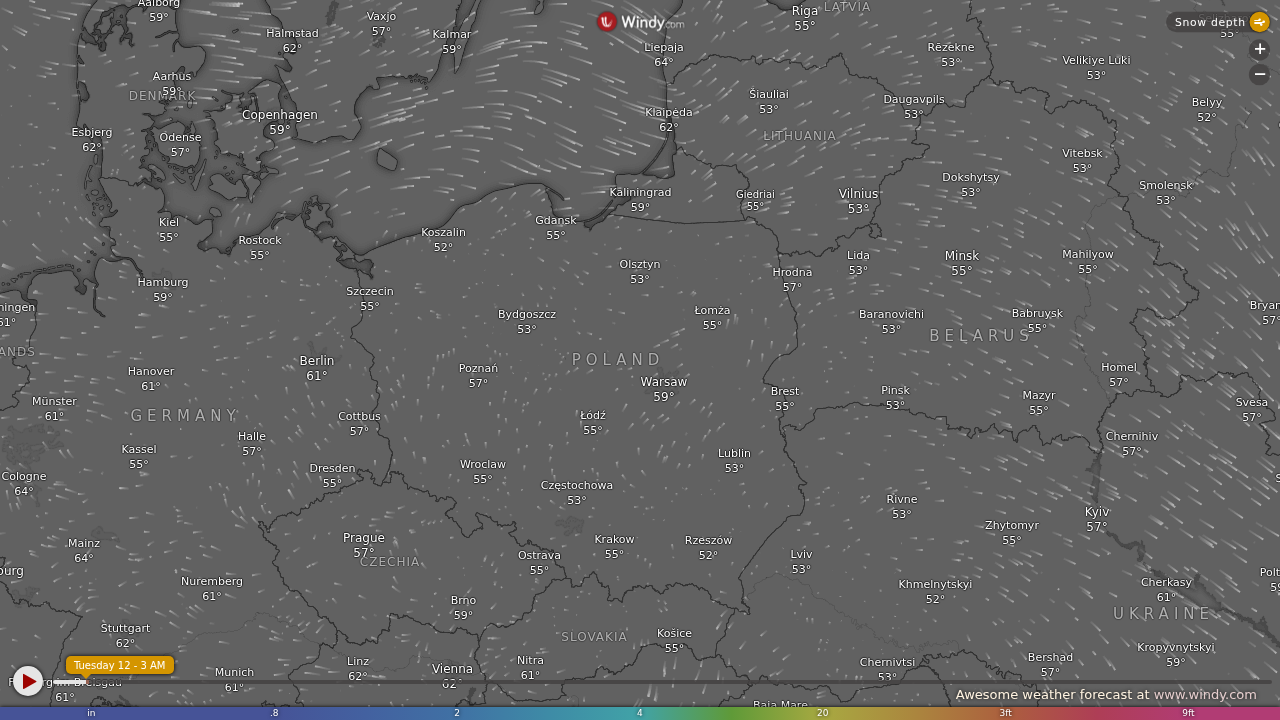 Aalborg
59°
Vaxjo
57°
Halmstad
62°
Kalmar
59°
Windy.com
Riga
55°
LATVIA
Snow depth
55°
Liepaja
64°
Rēzekne
53°
Velikiye Luki
53°
+
−
Aarhus
59°
DENMARK
Copenhagen
59°
Klaipėda
62°
Šiauliai
53°
Daugavpils
53°
Belyy
52°
Esbjerg
62°
Odense
57°
LITHUANIA
Vitebsk
53°
Kaliningrad
59°
Giedriai
55°
Vilnius
53°
Dokshytsy
53°
Smolensk
53°
Kiel
55°
Rostock
55°
Koszalin
52°
Gdansk
55°
Olsztyn
53°
Hrodna
57°
Lida
53°
Minsk
55°
Mahilyow
55°
Hamburg
59°
Szczecin
55°
Bydgoszcz
53°
Łomża
55°
Baranovichi
53°
Babruysk
55°
BELARUS
57°
Berlin
61°
POLAND
Hanover
61°
Poznań
57°
Warsaw
59°
Brest
55°
Pinsk
53°
Homel
57°
Mazyr
55°
Münster
61°
GERMANY
Cottbus
57°
Łódź
55°
Svesa
57°
Kassel
55°
Halle
57°
Chernihiv
57°
Cologne
64°
Dresden
55°
Wroclaw
55°
Lublin
53°
Częstochowa
53°
Rivne
53°
Kyiv
57°
Zhytomyr
55°
Mainz
64°
Prague
57°
CZECHIA
Ostrava
55°
Krakow
55°
Rzeszów
52°
Lviv
53°
Nuremberg
61°
Khmelnytskyi
52°
Cherkasy
61°
UKRAINE
Brno
59°
Stuttgart
62°
SLOVAKIA
Košice
55°
Kropyvnytskyi
59°
Tuesday 12 - 3 AM
Munich
61°
Linz
62°
Vienna
62°
Nitra
61°
Chernivtsi
53°
Bershad
57°
61°
Baia Mare
Awesome weather forecast at www.windy.com
in .8 2 4 20 3ft 9ft